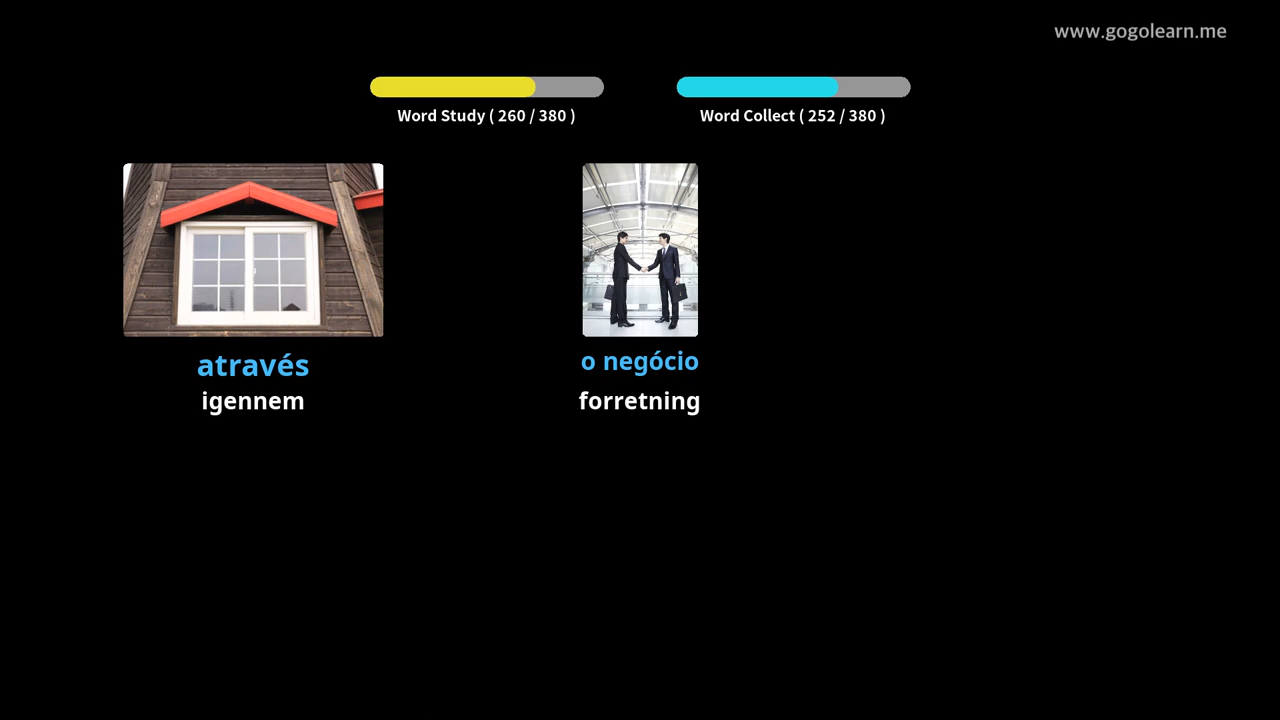 www.gogolearn.me
Word Study ( 260 / 380 )
Word Collect ( 252 / 380 )
através
igennem
o negócio
forretning